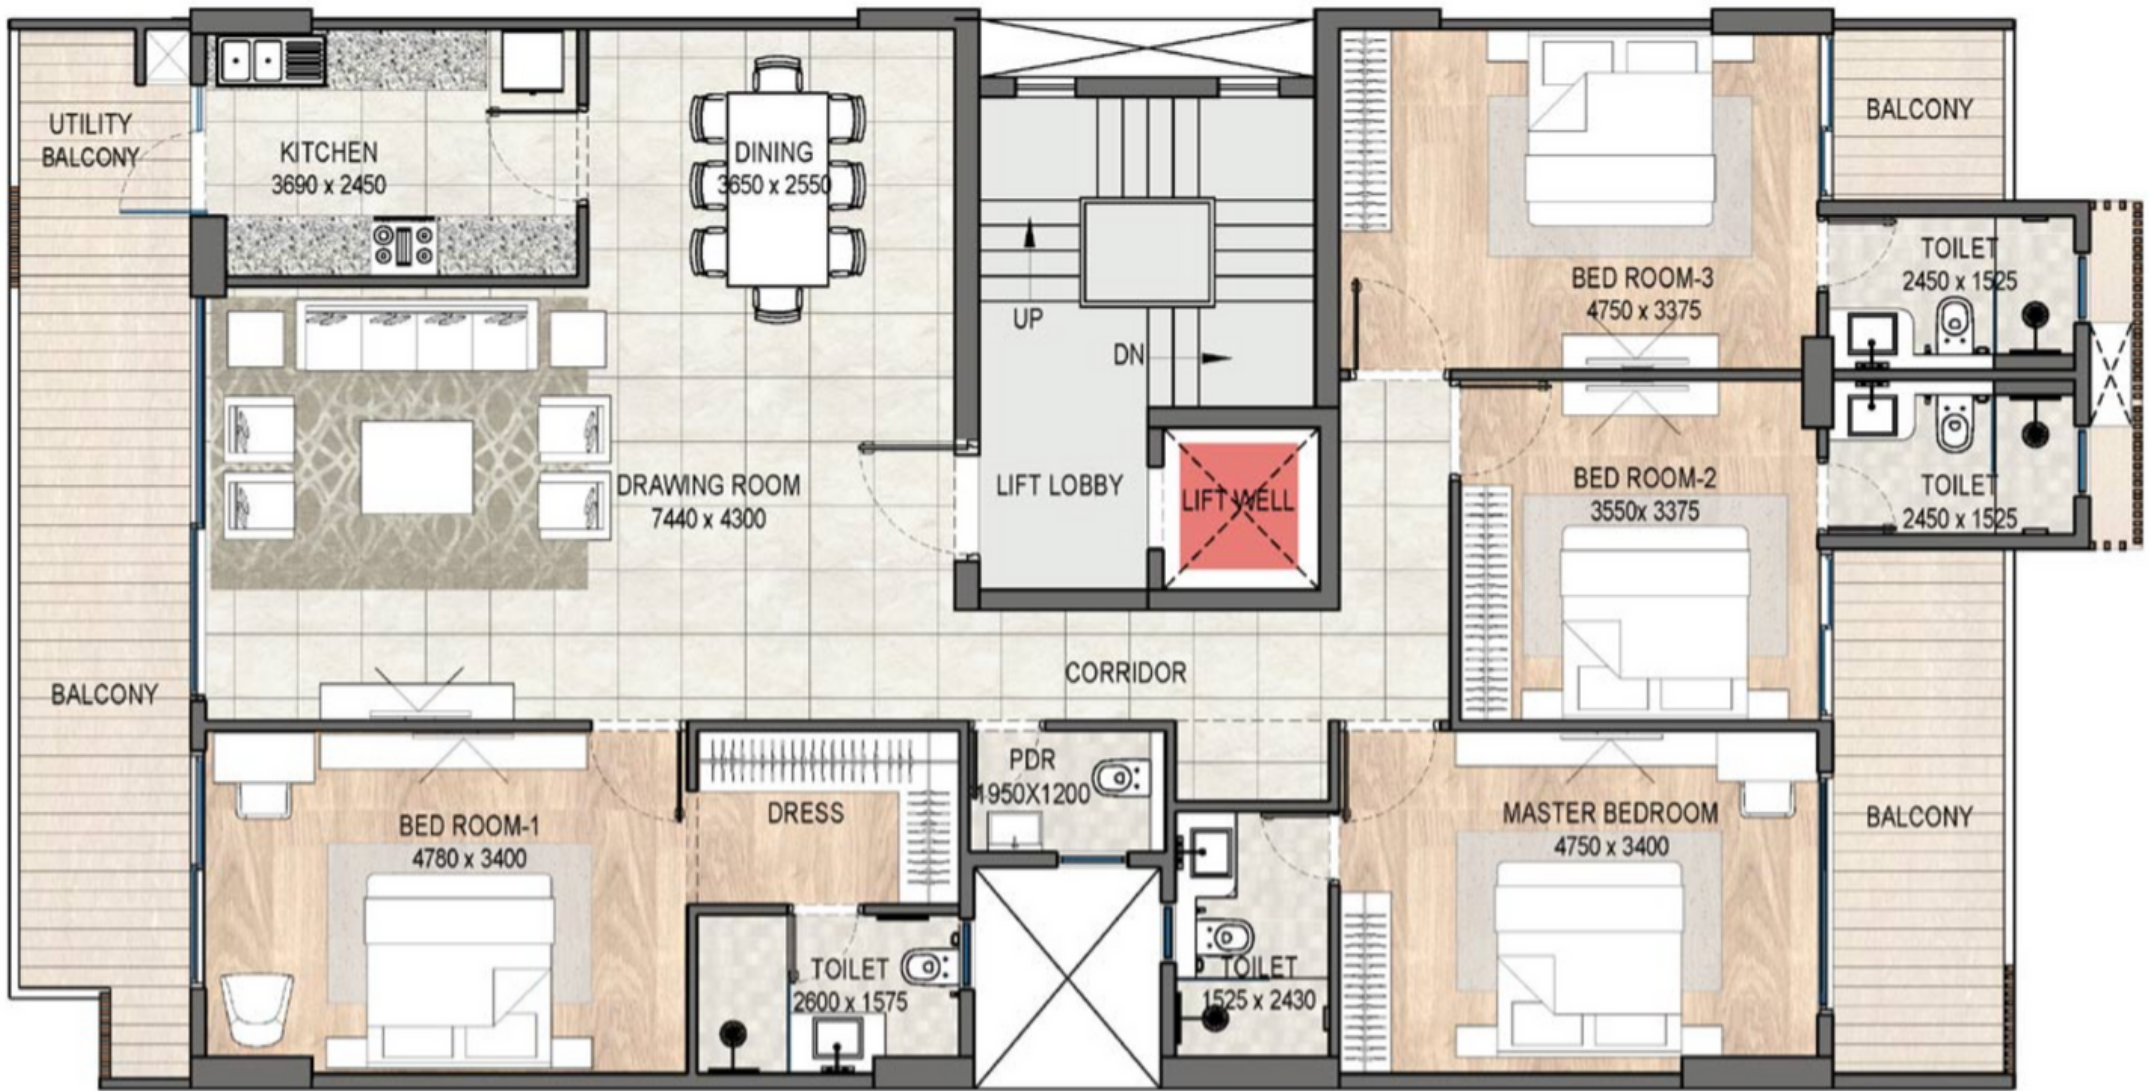 UTILITY
BALCONY
KITCHEN
3690 x 2450
DINING
3650 x 2550
UP
DN
BED ROOM-3
4750 x 3375
BALCONY
TOILET
2450 x 1525
DRAWING ROOM
7440 x 4300
LIFT LOBBY
LIFT WELL
BED ROOM-2
3550x 3375
TOILET
2450 x 1525
BALCONY
CORRIDOR
BED ROOM-1
4780 x 3400
DRESS
PDR
1950X1200
MASTER BEDROOM
4750 x 3400
BALCONY
TOILET
2600 x 1575
TOILET
1525 x 2430